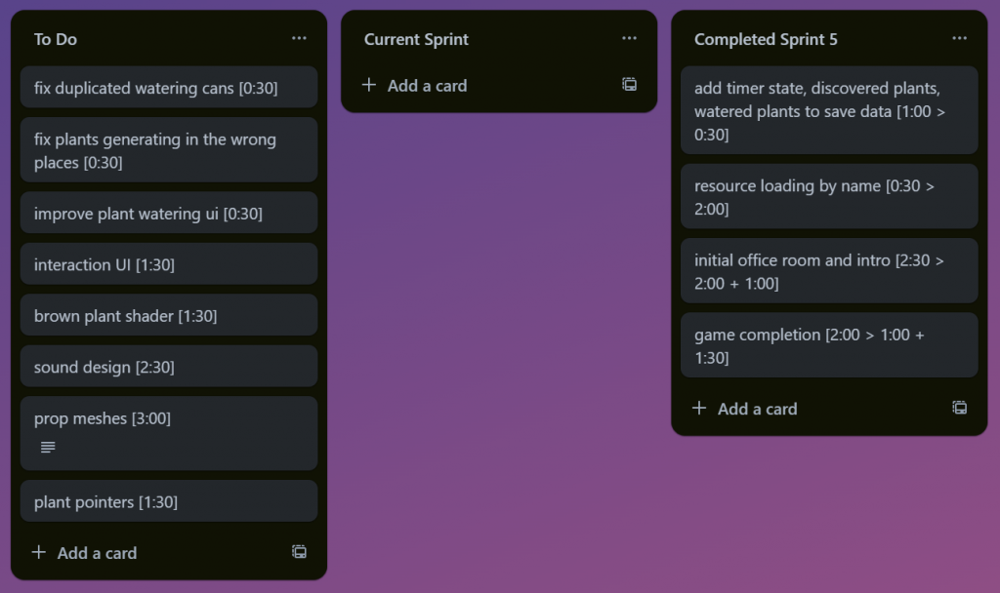 To Do
fix duplicated watering cans [0:30]
fix plants generating in the wrong
places [0:30]
improve plant watering ui [0:30]
interaction UI [1:30]
brown plant shader [1:30]
sound design [2:30]
prop meshes [3:00]
plant pointers [1:30]
Add a card
Current Sprint
Add a card
Completed Sprint 5
add timer state, discovered plants,
watered plants to save data [1:00 >
0:30]
resource loading by name [0:30 >
2:00]
initial office room and intro [2:30 >
2:00 + 1:00]
game completion [2:00 > 1:00 +
1:30]
Add a card